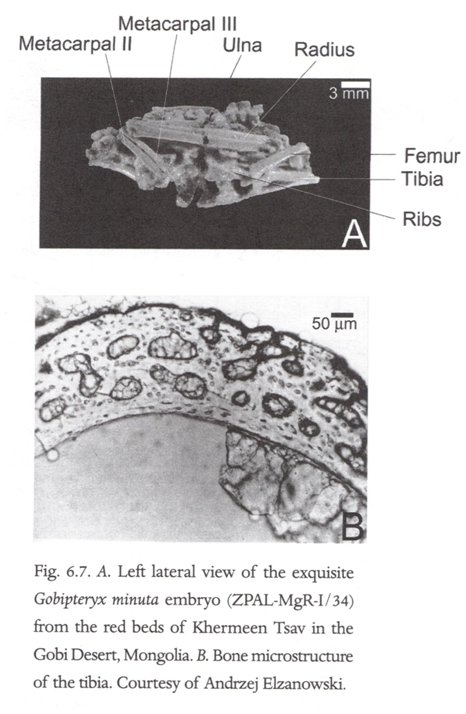 Metacarpal III
Metacarpal II
Ulna
Radius
3 mm
Femur
Tibia
Ribs
A
50 μm
B
Fig. 6.7. A. Left lateral view of the exquisite
Gobipteryx minuta embryo (ZPAL-MgR-I/34)
from the red beds of Khermeen Tsav in the
Gobi Desert, Mongolia. B. Bone microstructure
of the tibia. Courtesy of Andrzej Elzanowski.